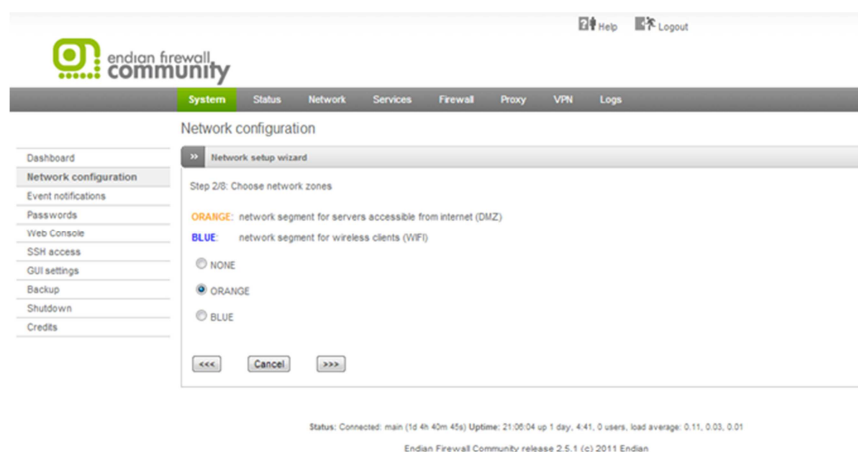 Help Logout
endian firewall
community
System Status Network Services Firewall Proxy VPN Logs
Network configuration
Dashboard
Network configuration
Event notifications
Passwords
Web Console
SSH access
GUI settings
Backup
Shutdown
Credits
>> Network setup wizard
Step 2/8: Choose network zones
ORANGE: network segment for servers accessible from internet (DMZ)
BLUE: network segment for wireless clients (WIFI)
NONE
ORANGE
BLUE
<<< Cancel >>>
Status: Connected: main (1d 4h 40m 45s) Uptime: 21:06:04 up 1 day, 4:41, 0 users, load average: 0.11, 0.03, 0.01
Endian Firewall Community release 2.5.1 (c) 2011 Endian